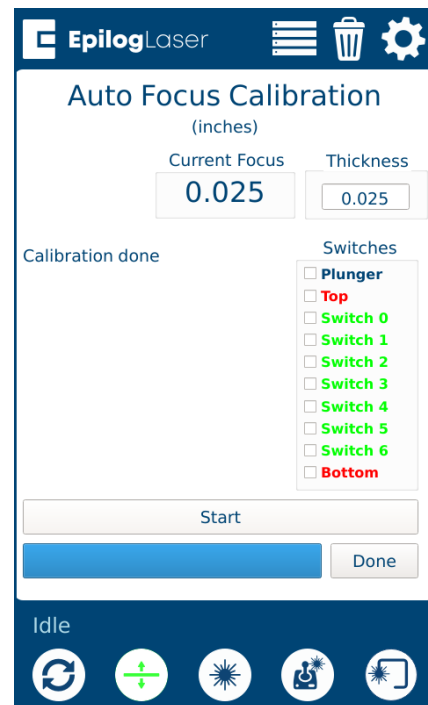 EpilogLaser
Auto Focus Calibration
(inches)
Current Focus
Thickness
0.025
0.025
Calibration done
Switches
Plunger
Top
Switch 0
Switch 1
Switch 2
Switch 3
Switch 4
Switch 5
Switch 6
Bottom
Start
Done
Idle